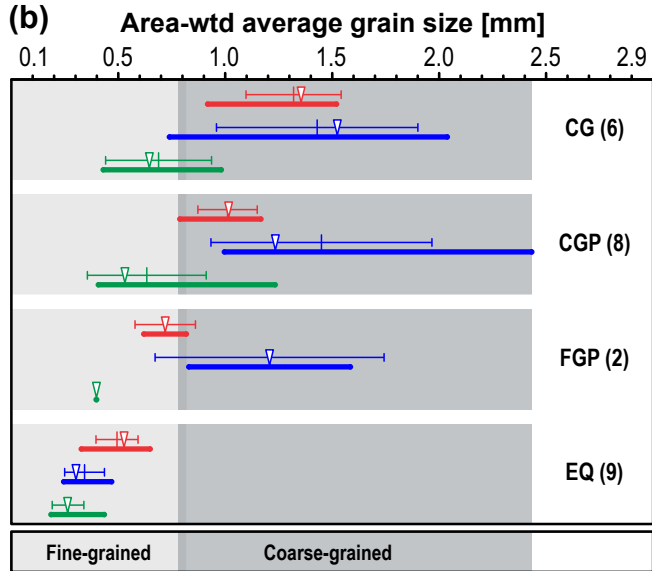 (b)
Area-wtd average grain size [mm]
0.1 0.5 1.0 1.5 2.0 2.5 2.9
CG (6)
CGP (8)
FGP (2)
EQ (9)
Fine-grained Coarse-grained